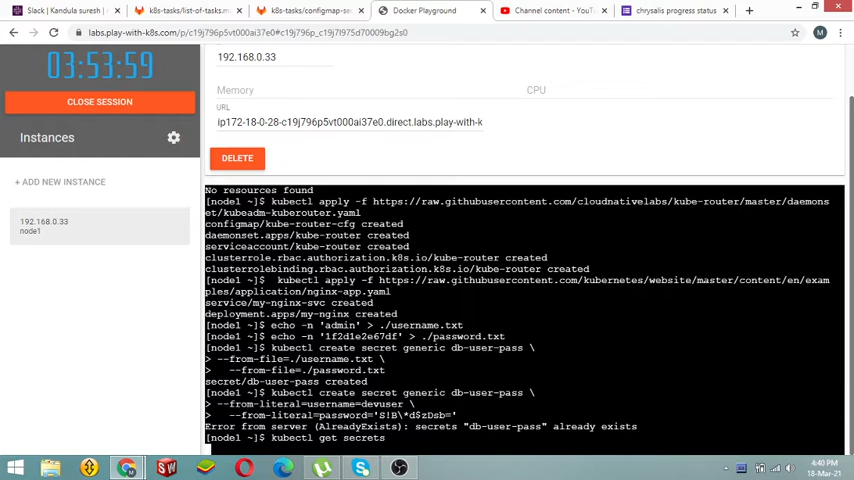 Slack | Kandula suresh |
k8s-tasks/list-of-tasks.m
k8s-tasks/configmap-sec
Docker Playground
Channel content - YouTu
chrysalis progress status
labs.play-with-k8s.com/p/c19j796p5vt000ai37e0#c19j796p_c19j7l975d70009bg2s0
M
03:53:59
CLOSE SESSION
Instances
+ ADD NEW INSTANCE
192.168.0.33
node1
192.168.0.33
Memory
CPU
URL
ip172-18-0-28-c19j796p5vt000ai37e0.direct.labs.play-with-k
DELETE
No resources found
[node1 ~]$ kubectl apply -f https://raw.githubusercontent.com/cloudnativelabs/kube-router/master/daemons
et/kubeadm-kuberouter.yaml
configmap/kube-router-cfg created
daemonset.apps/kube-router created
serviceaccount/kube-router created
clusterrole.rbac.authorization.k8s.io/kube-router created
clusterrolebinding.rbac.authorization.k8s.io/kube-router created
[node1 ~]$  kubectl apply -f https://raw.githubusercontent.com/kubernetes/website/master/content/en/exam
ples/application/nginx-app.yaml
service/my-nginx-svc created
deployment.apps/my-nginx created
[node1 ~]$ echo -n 'admin' > ./username.txt
[node1 ~]$ echo -n '1f2d1e2e67df' > ./password.txt
[node1 ~]$ kubectl create secret generic db-user-pass \
> --from-file=./username.txt \
>   --from-file=./password.txt
secret/db-user-pass created
[node1 ~]$ kubectl create secret generic db-user-pass \
> --from-literal=username=devuser \
>   --from-literal=password='S!B\*d$zDsb='
Error from server (AlreadyExists): secrets "db-user-pass" already exists
[node1 ~]$ kubectl get secrets
4:40 PM
18-Mar-21